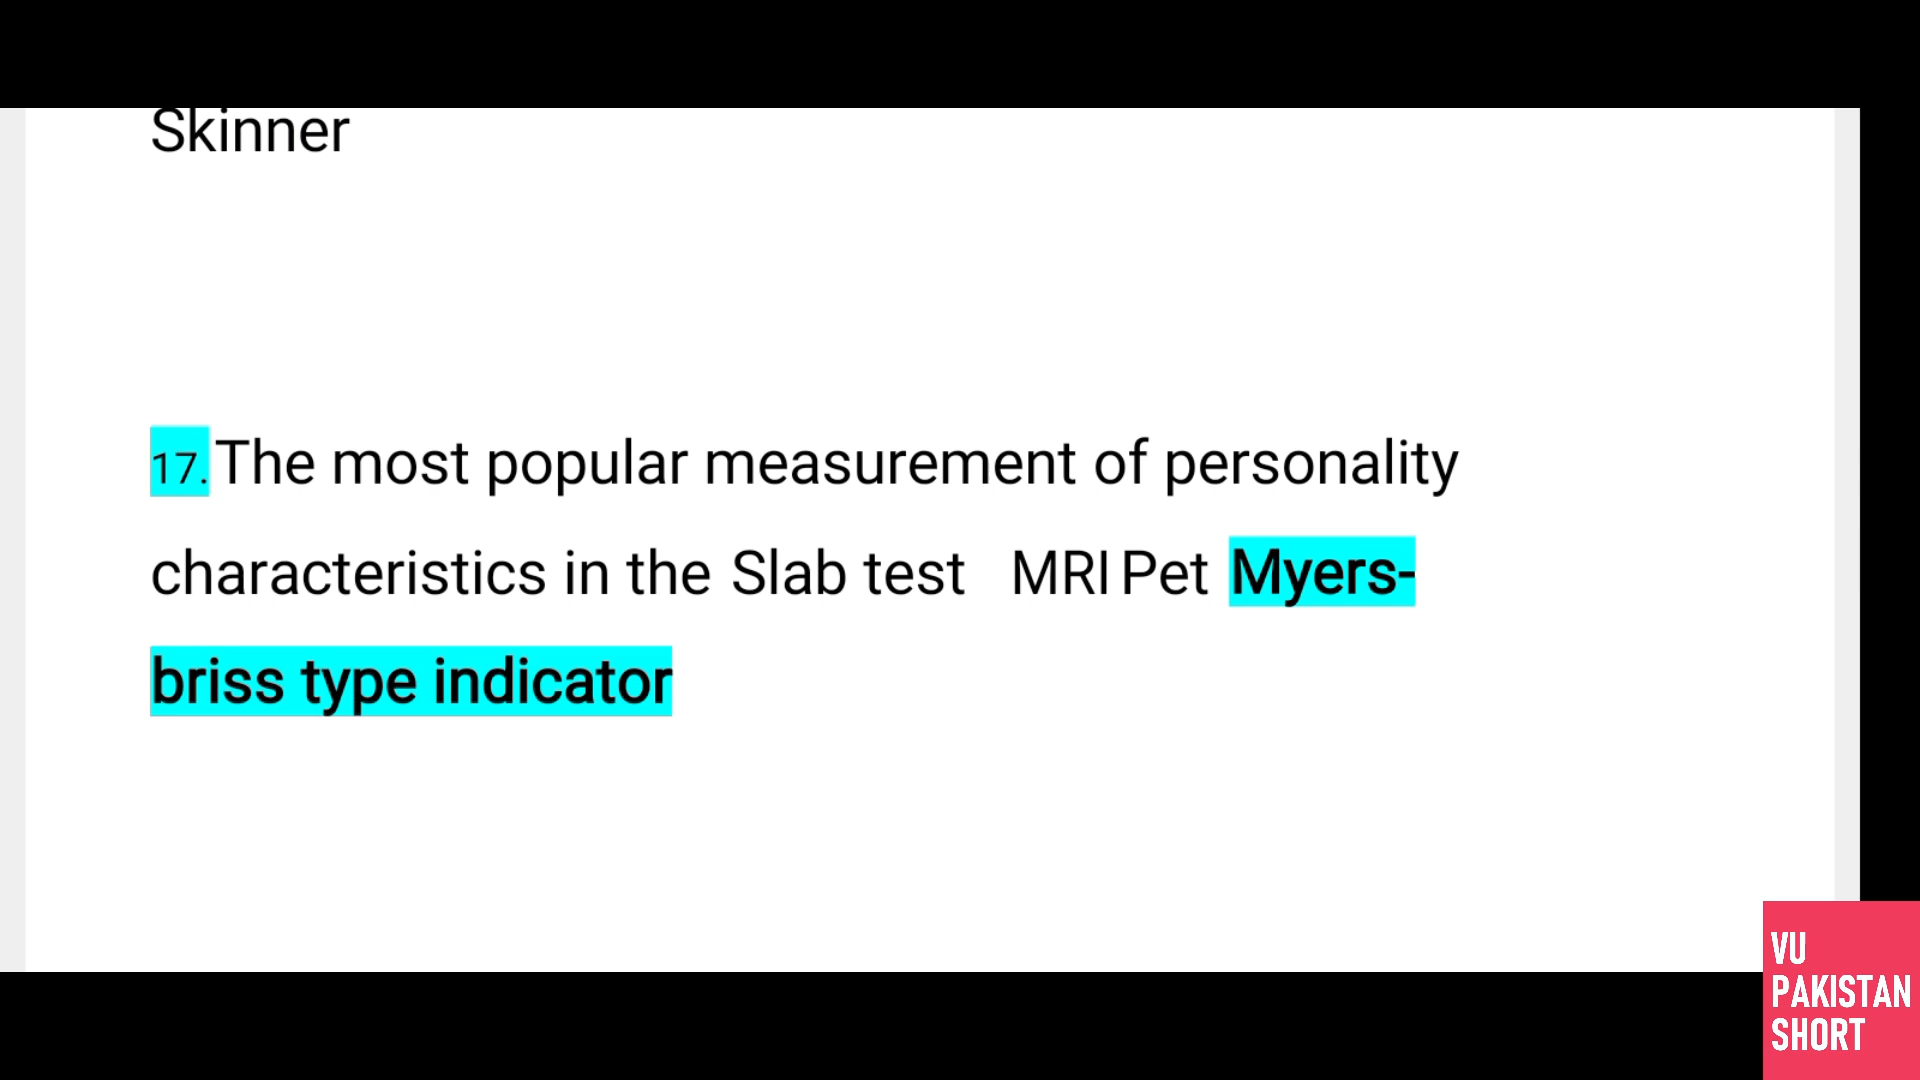 Skinner
17. The most popular measurement of personality
characteristics in the Slab test MRI Pet Myers-
briss type indicator
VU
PAKISTAN
SHORT